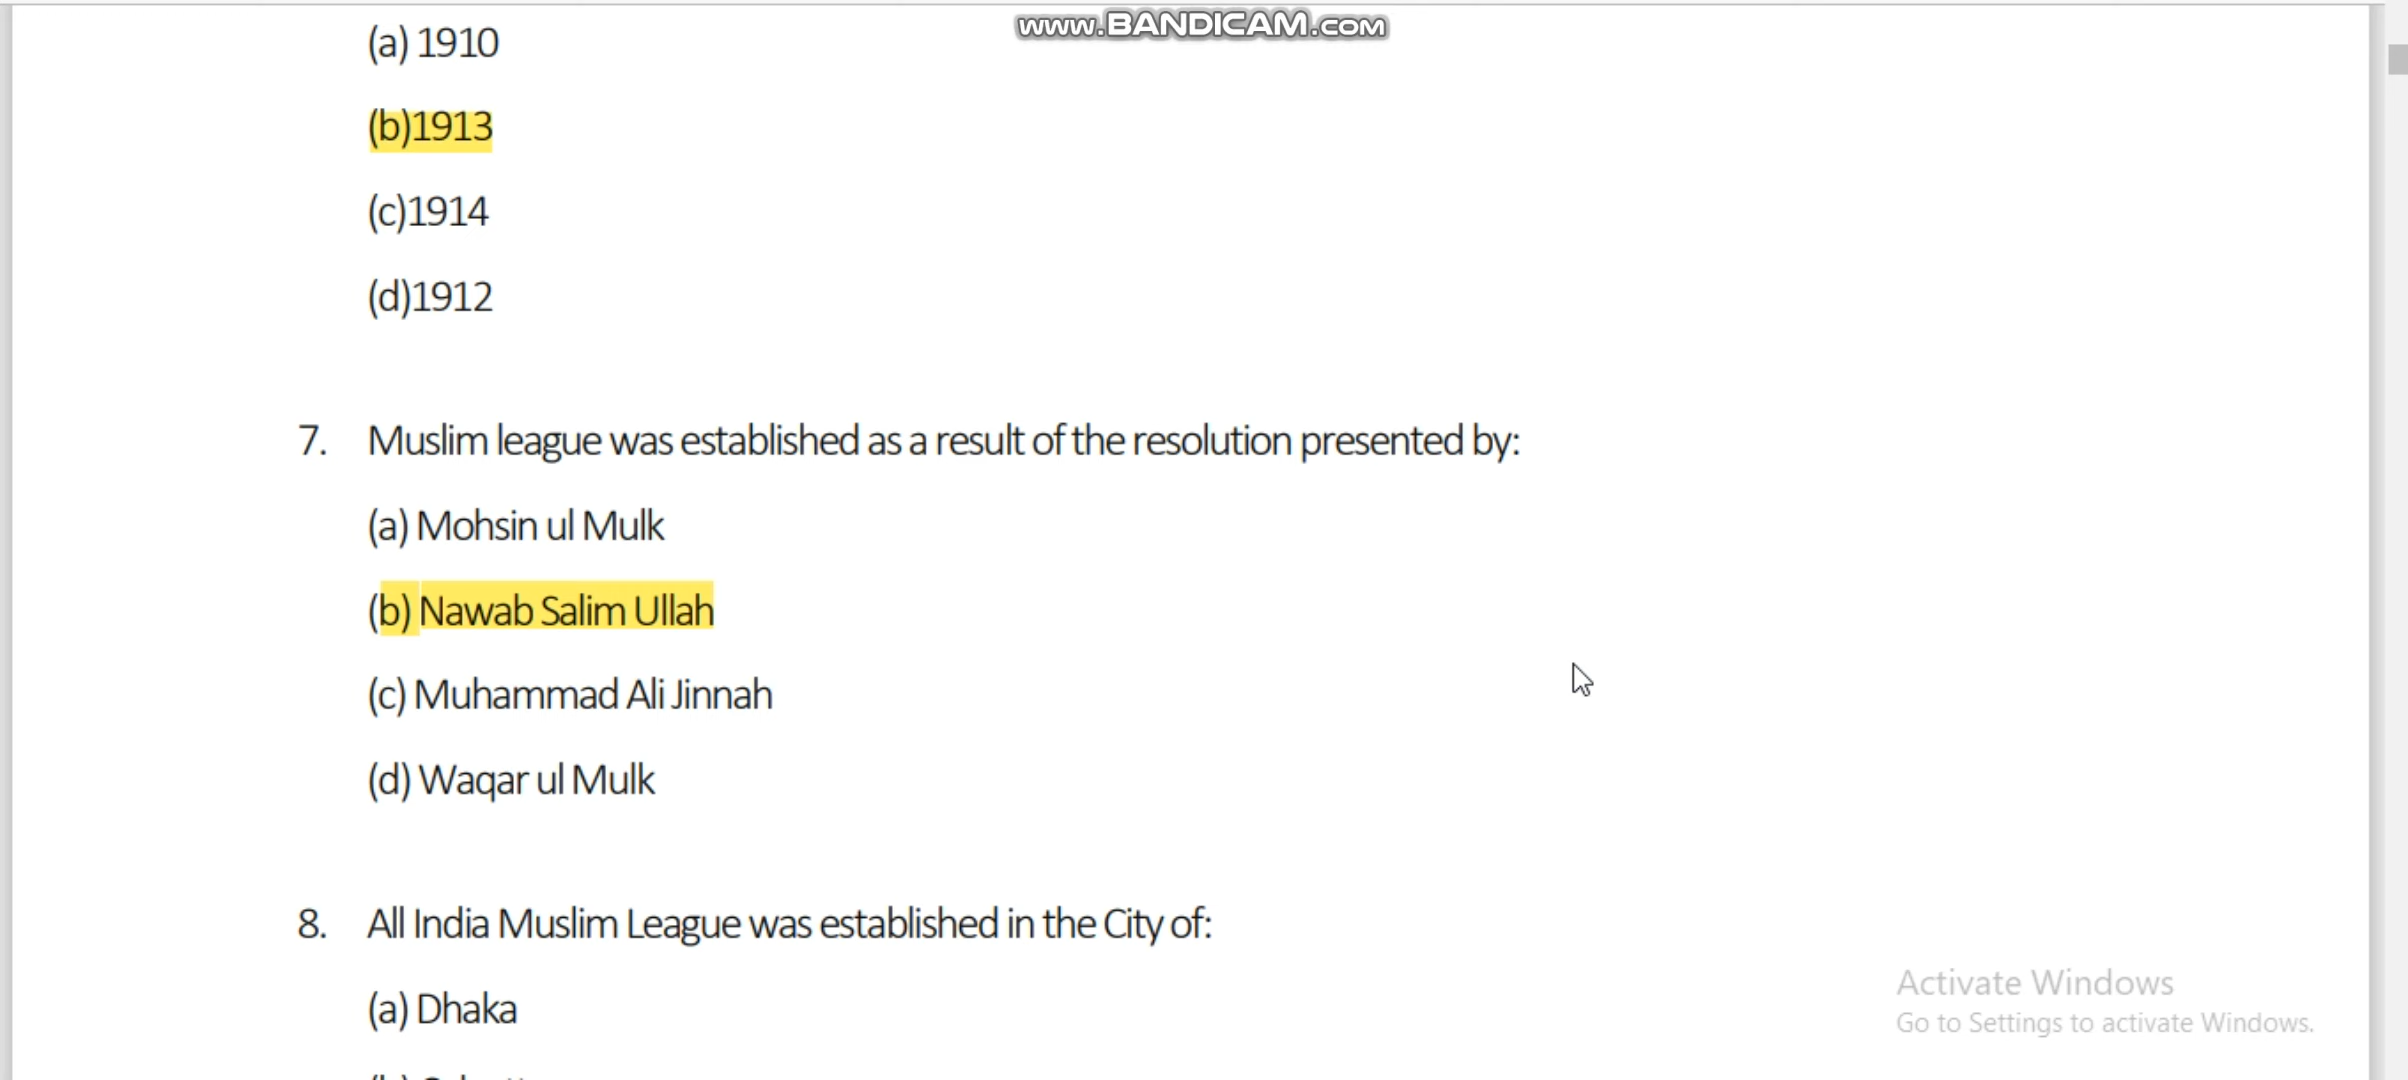 www.BANDICAM.com
(a) 1910
(b)1913
(c)1914
(d)1912
7. Muslim league was established as a result of the resolution presented by:
(a) Mohsin ul Mulk
(b) Nawab Salim Ullah
(c) Muhammad Ali Jinnah
(d) Waqar ul Mulk
8. All India Muslim League was established in the City of:
(a) Dhaka
Activate Windows
Go to Settings to activate Windows.